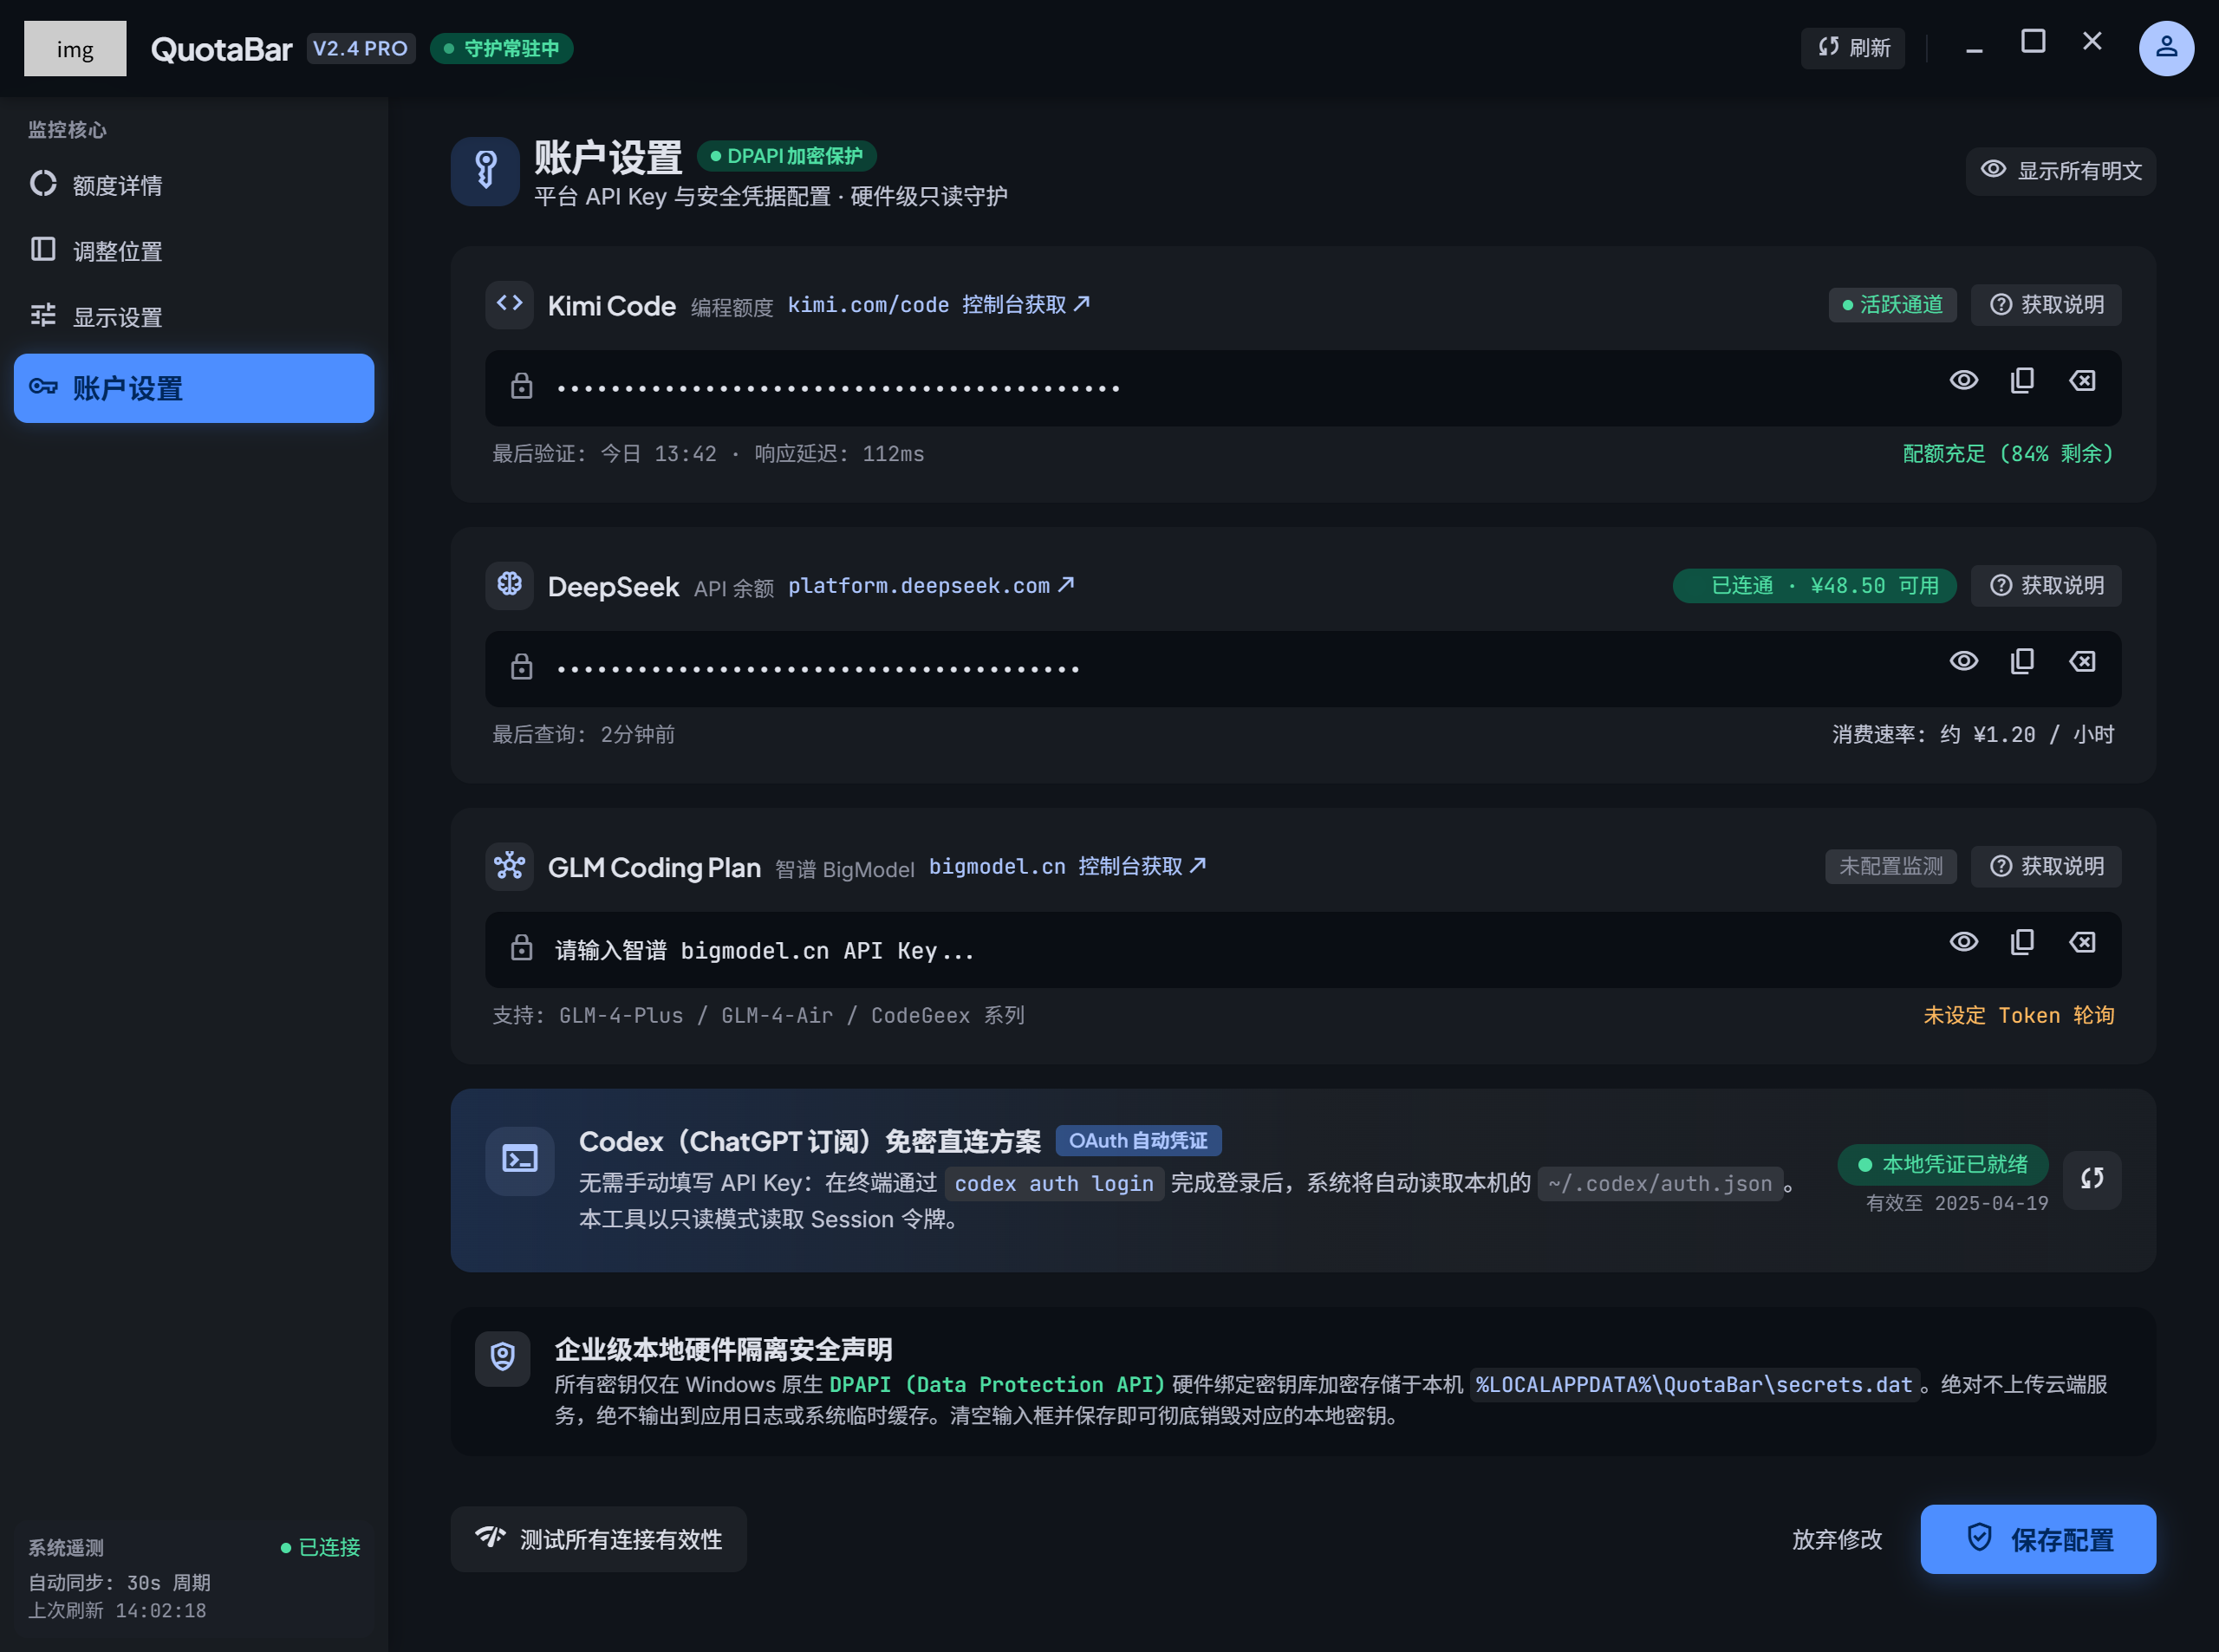 img
QuotaBar V2.4 PRO 守护常驻中
刷新
监控核心
额度详情
调整位置
显示设置
账户设置
系统遥测 已连接
自动同步: 30s 周期
上次刷新 14:02:18
账户设置 DPAPI 加密保护
平台 API Key 与安全凭据配置 · 硬件级只读守护
显示所有明文
Kimi Code 编程额度 kimi.com/code 控制台获取
活跃通道 获取说明
最后验证: 今日 13:42 · 响应延迟: 112ms
配额充足 (84% 剩余)
DeepSeek API 余额 platform.deepseek.com
已连通 · ¥48.50 可用 获取说明
最后查询: 2分钟前
消费速率: 约 ¥1.20 / 小时
GLM Coding Plan 智谱 BigModel bigmodel.cn 控制台获取
未配置监测 获取说明
请输入智谱 bigmodel.cn API Key...
支持: GLM-4-Plus / GLM-4-Air / CodeGeex 系列
未设定 Token 轮询
Codex（ChatGPT 订阅）免密直连方案 OAuth 自动凭证
无需手动填写 API Key：在终端通过 codex auth login 完成登录后，系统将自动读取本机的 ~/.codex/auth.json 。
本工具以只读模式读取 Session 令牌。
本地凭证已就绪
有效至 2025-04-19
企业级本地硬件隔离安全声明
所有密钥仅在 Windows 原生 DPAPI (Data Protection API) 硬件绑定密钥库加密存储于本机 %LOCALAPPDATA%\QuotaBar\secrets.dat 。绝对不上传云端服
务，绝不输出到应用日志或系统临时缓存。清空输入框并保存即可彻底销毁对应的本地密钥。
测试所有连接有效性
放弃修改
保存配置